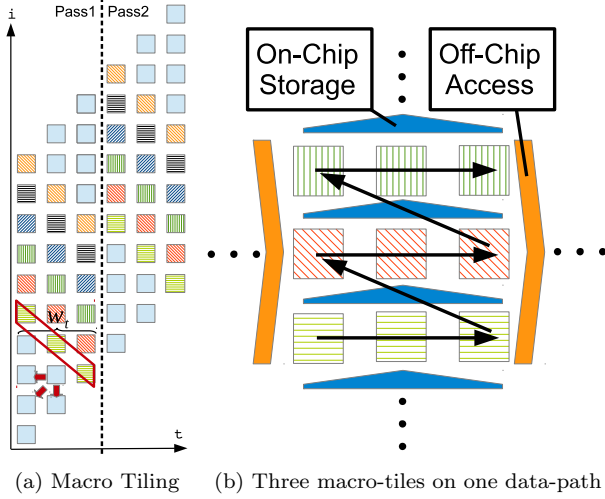 i
Pass1 Pass2
W_t
t
On-Chip
Storage
Off-Chip
Access
(a) Macro Tiling
(b) Three macro-tiles on one data-path